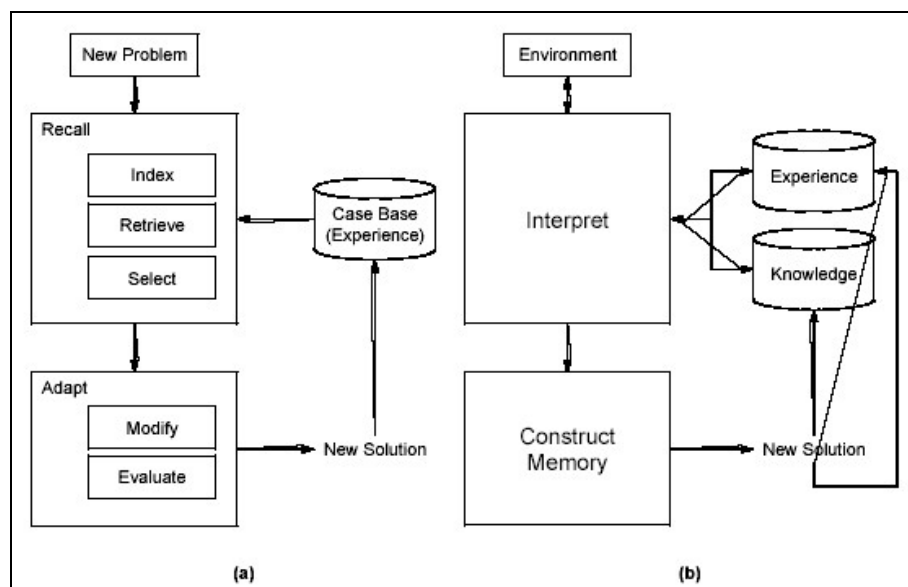 New Problem
Recall
Index
Retrieve
Select
Case Base
(Experience)
Adapt
Modify
Evaluate
New Solution
(a)
Environment
Interpret
Experience
Knowledge
Construct
Memory
New Solution
(b)